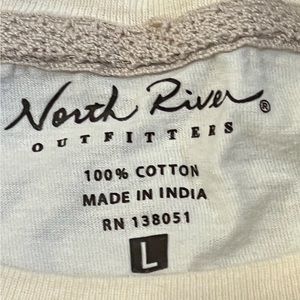 North River®
OUTFITTERS
100% COTTON
MADE IN INDIA
RN 138051
L